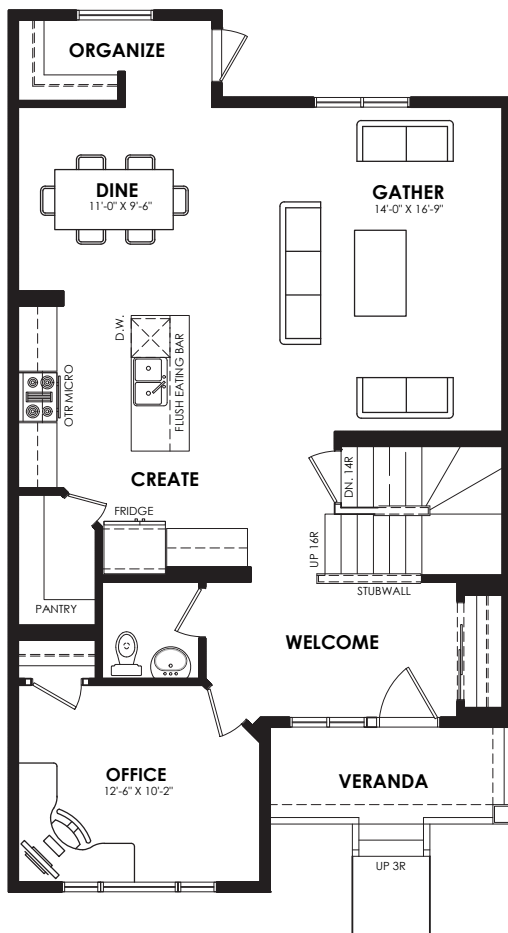 ORGANIZE
DINE
11'-0" X 9'-6"
GATHER
14'-0" X 16'-9"
D.W.
FLUSH EATING BAR
OTR MICRO
CREATE
DN. 14R
FRIDGE
UP 16R
STUBWALL
PANTRY
WELCOME
OFFICE
12'-6" X 10'-2"
VERANDA
UP 3R